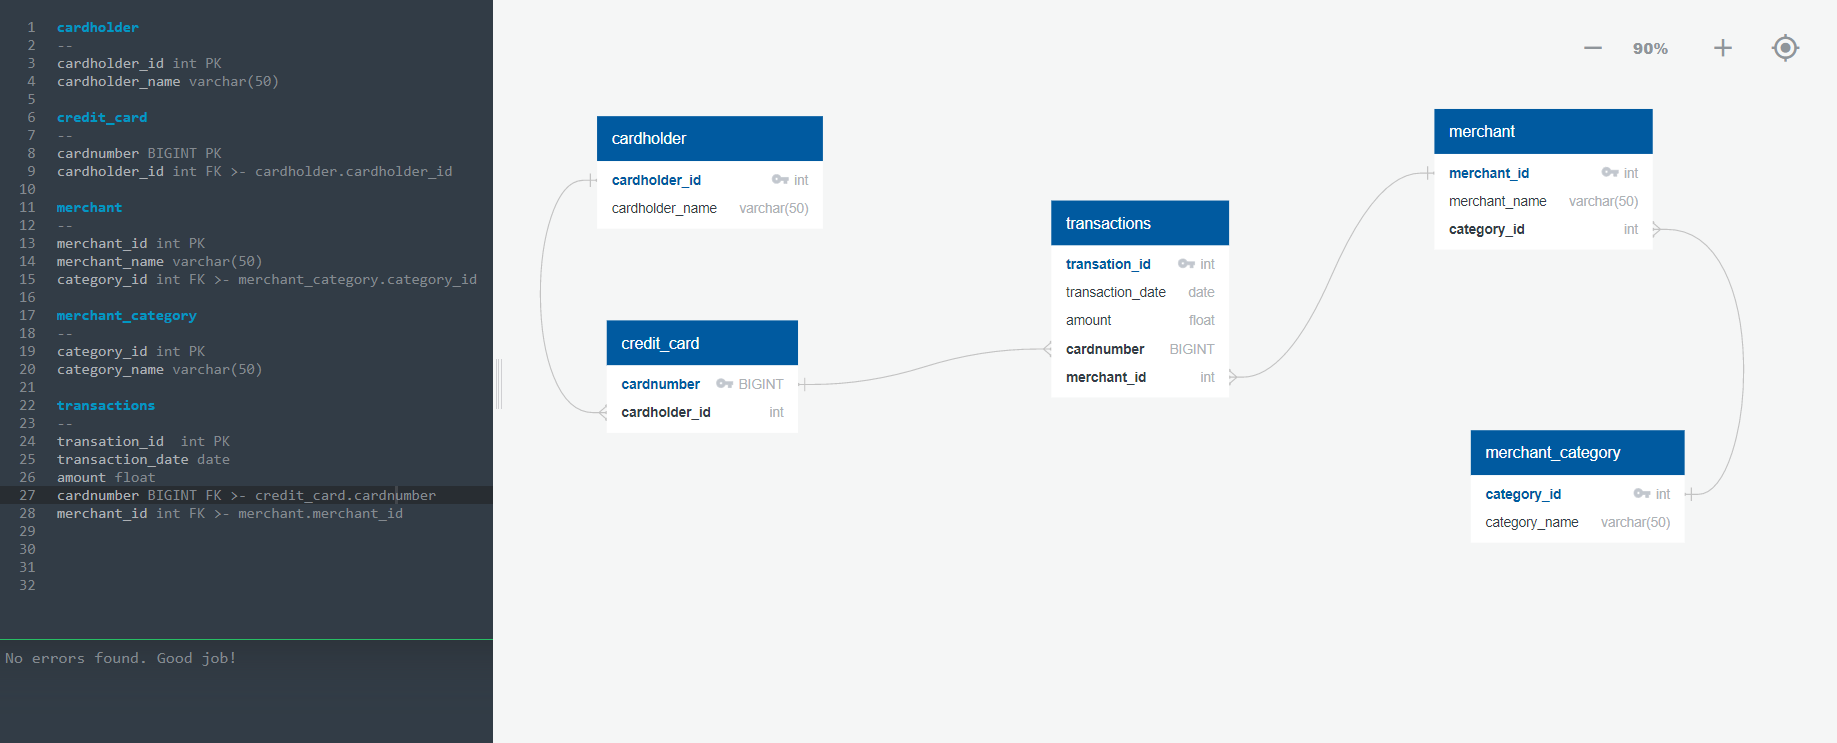 1 cardholder
2 --
3 cardholder_id int PK
4 cardholder_name varchar(50)
5
6 credit_card
7 --
8 cardnumber BIGINT PK
9 cardholder_id int FK >- cardholder.cardholder_id
10
11 merchant
12 --
13 merchant_id int PK
14 merchant_name varchar(50)
15 category_id int FK >- merchant_category.category_id
16
17 merchant_category
18 --
19 category_id int PK
20 category_name varchar(50)
21
22 transactions
23 --
24 transation_id  int PK
25 transaction_date date
26 amount float
27 cardnumber BIGINT FK >- credit_card.cardnumber
28 merchant_id int FK >- merchant.merchant_id
29
30
31
32
No errors found. Good job!
90%
cardholder
cardholder_id int
cardholder_name varchar(50)
credit_card
cardnumber BIGINT
cardholder_id int
transactions
transation_id int
transaction_date date
amount float
cardnumber BIGINT
merchant_id int
merchant
merchant_id int
merchant_name varchar(50)
category_id int
merchant_category
category_id int
category_name varchar(50)